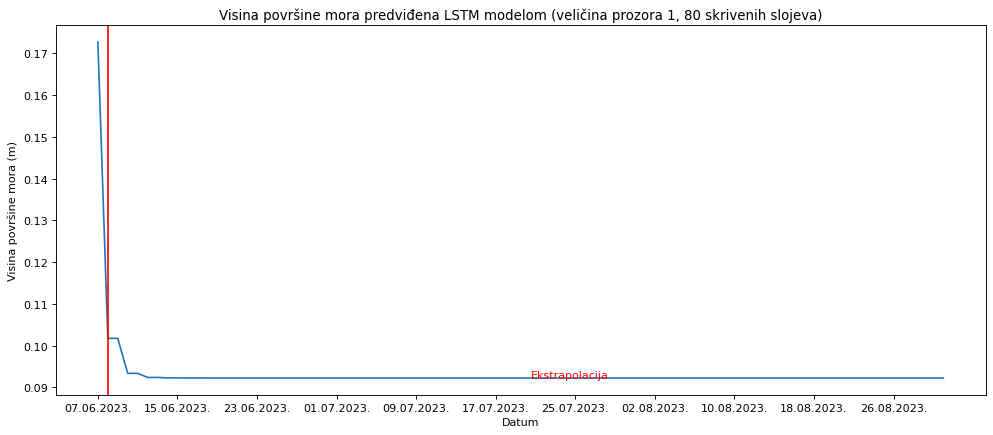 Visina površine mora predviđena LSTM modelom (veličina prozora 1, 80 skrivenih slojeva)
Visina površine mora (m)
0.17
0.16
0.15
0.14
0.13
0.12
0.11
0.10
0.09
Ekstrapolacija
07.06.2023. 15.06.2023. 23.06.2023. 01.07.2023. 09.07.2023. 17.07.2023. 25.07.2023. 02.08.2023. 10.08.2023. 18.08.2023. 26.08.2023.
Datum